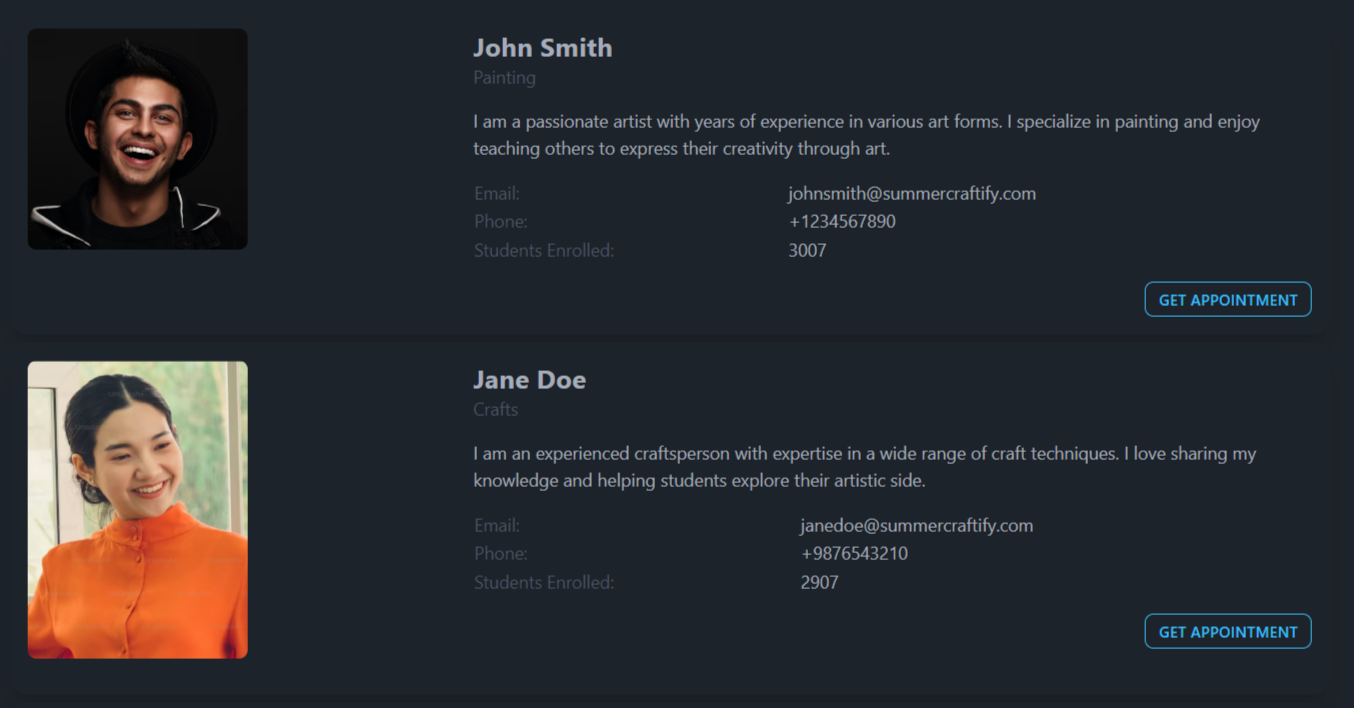 John Smith
Painting
I am a passionate artist with years of experience in various art forms. I specialize in painting and enjoy
teaching others to express their creativity through art.
Email: johnsmith@summercraftify.com
Phone: +1234567890
Students Enrolled: 3007
GET APPOINTMENT
Jane Doe
Crafts
I am an experienced craftsperson with expertise in a wide range of craft techniques. I love sharing my
knowledge and helping students explore their artistic side.
Email: janedoe@summercraftify.com
Phone: +9876543210
Students Enrolled: 2907
GET APPOINTMENT